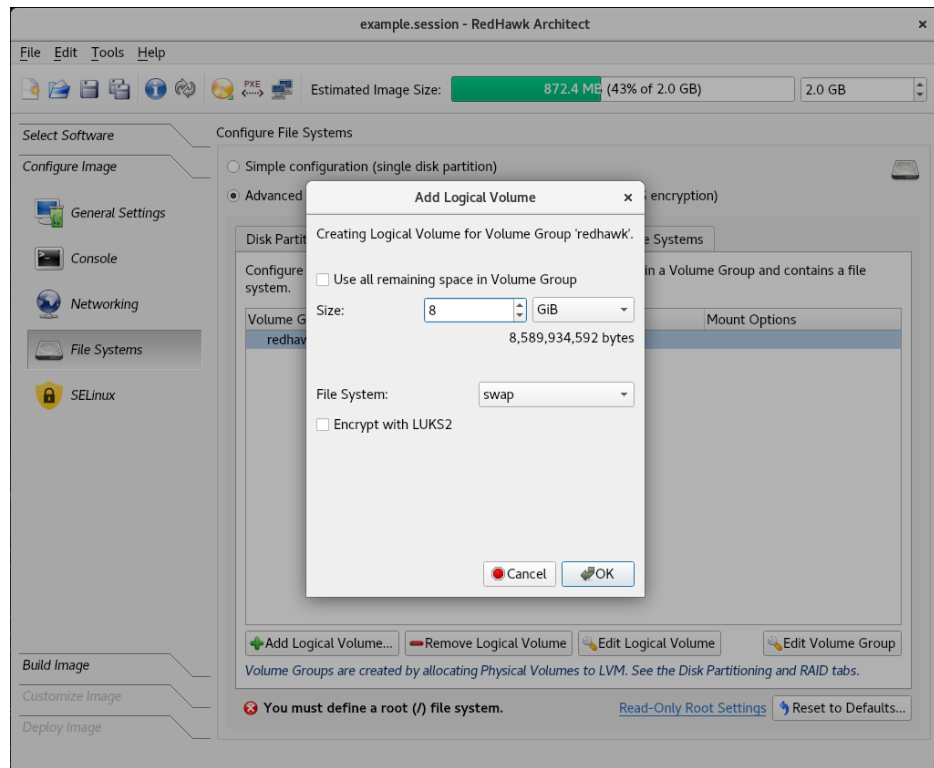 example.session - RedHawk Architect
File Edit Tools Help
PXE
Estimated Image Size:
872.4 MB (43% of 2.0 GB)
2.0 GB
Select Software
Configure Image
General Settings
Console
Networking
File Systems
SELinux
Build Image
Customize Image
Deploy Image
Configure File Systems
Simple configuration (single disk partition)
Advanced
encryption)
Disk Partit
e Systems
Configure
in a Volume Group and contains a file
system.
Volume G
Mount Options
redhaw
Add Logical Volume
Creating Logical Volume for Volume Group 'redhawk'.
Use all remaining space in Volume Group
Size:
8
GiB
8,589,934,592 bytes
File System:
swap
Encrypt with LUKS2
Cancel
OK
Add Logical Volume...
Remove Logical Volume
Edit Logical Volume
Edit Volume Group
Volume Groups are created by allocating Physical Volumes to LVM. See the Disk Partitioning and RAID tabs.
You must define a root (/) file system.
Read-Only Root Settings
Reset to Defaults...